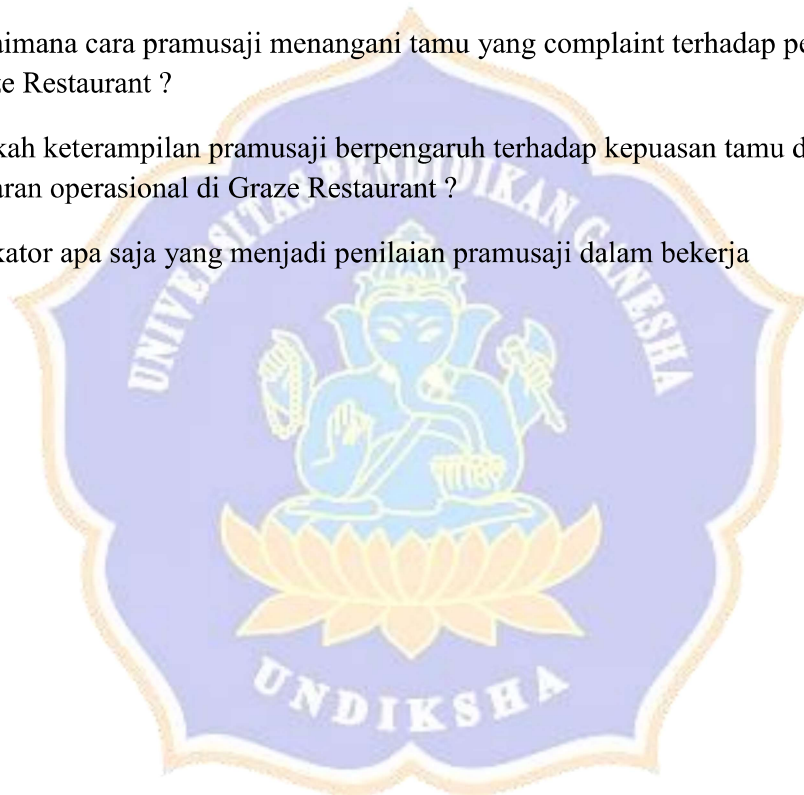 aimana cara pramusaji menangani tamu yang complaint terhadap pe
ze Restaurant ?
kah keterampilan pramusaji berpengaruh terhadap kepuasan tamu d
aran operasional di Graze Restaurant ?
kator apa saja yang menjadi penilaian pramusaji dalam bekerja
UNIVERSITAS PENDIDIKAN GANESHA
UNDIKSHA